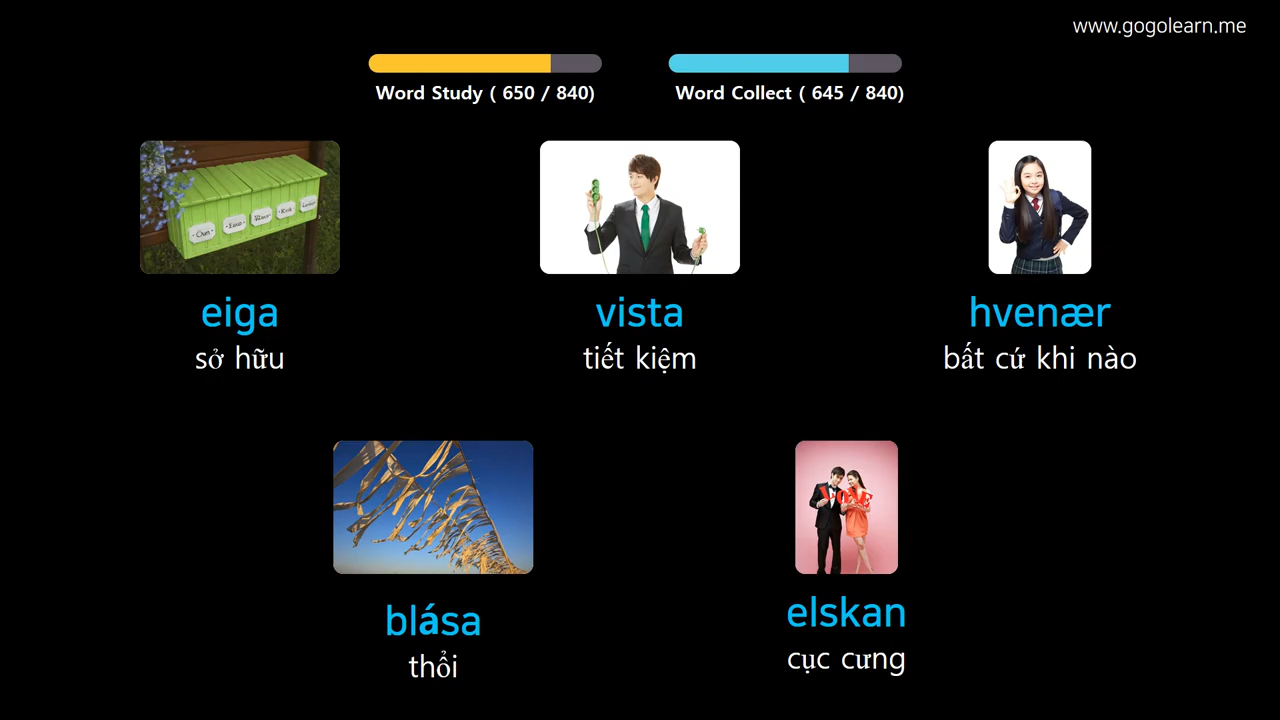 www.gogolearn.me
Word Study ( 650 / 840)
Word Collect ( 645 / 840)
eiga
sở hữu
vista
tiết kiệm
hvenær
bất cứ khi nào
LOVE
blása
thổi
elskan
cục cưng